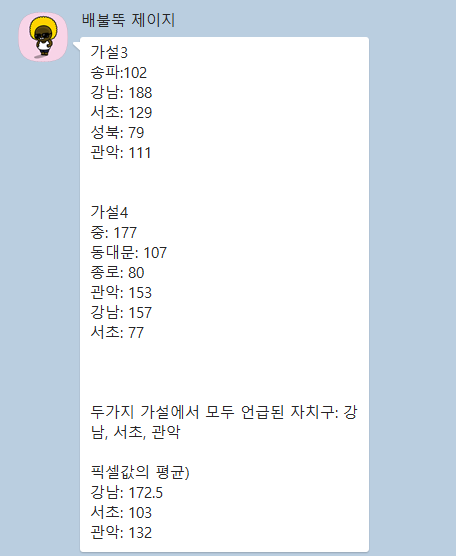 배불뚝 제이지
가설3
송파:102
강남: 188
서초: 129
성북: 79
관악: 111
가설4
중: 177
동대문: 107
종로: 80
관악: 153
강남: 157
서초: 77
두가지 가설에서 모두 언급된 자치구: 강
남, 서초, 관악
픽셀값의 평균)
강남: 172.5
서초: 103
관악: 132